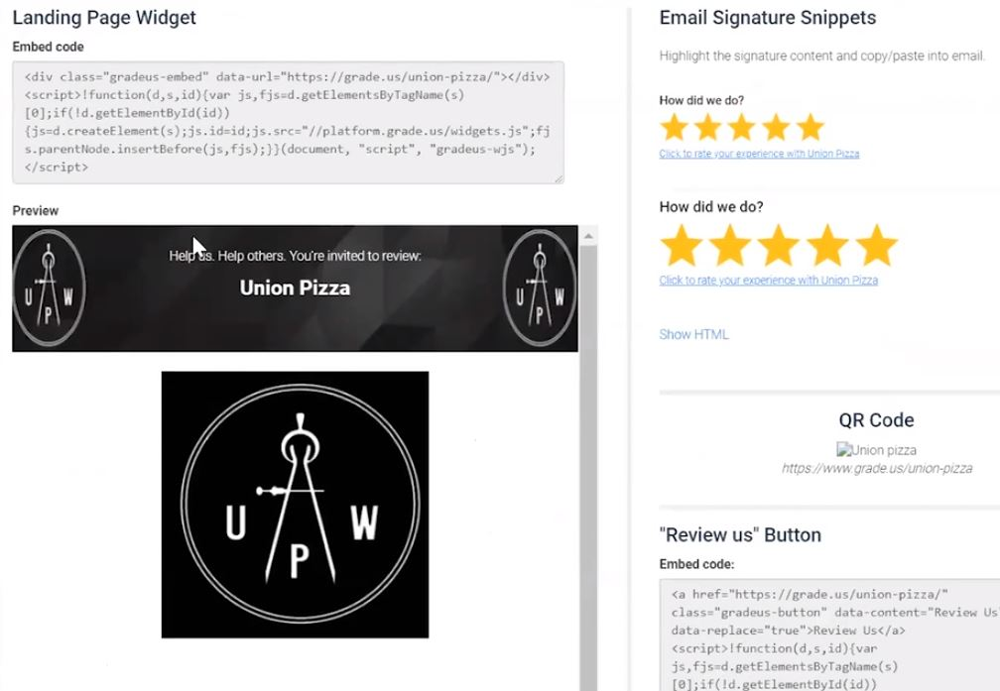 Landing Page Widget
Embed code
<div class="gradeus-embed" data-url="https://grade.us/union-pizza/"></div>
<script>!function(d,s,id){var js,fjs=d.getElementsByTagName(s)
[0];if(!d.getElementById(id))
{js=d.createElement(s);js.id=id;js.src="//platform.grade.us/widgets.js";fj
s.parentNode.insertBefore(js,fjs);}}(document, "script", "gradeus-wjs");
</script>
Preview
Help us. Help others. You're invited to review:
Union Pizza
U P W
U P W
U P W
Email Signature Snippets
Highlight the signature content and copy/paste into email.
How did we do?
Click to rate your experience with Union Pizza
How did we do?
Click to rate your experience with Union Pizza
Show HTML
QR Code
Union pizza
https://www.grade.us/union-pizza
"Review us" Button
Embed code:
<a href="https://grade.us/union-pizza/"
class="gradeus-button" data-content="Review Us"
data-replace="true">Review Us</a>
<script>!function(d,s,id){var
js,fjs=d.getElementsByTagName(s)
[0];if(!d.getElementById(id))